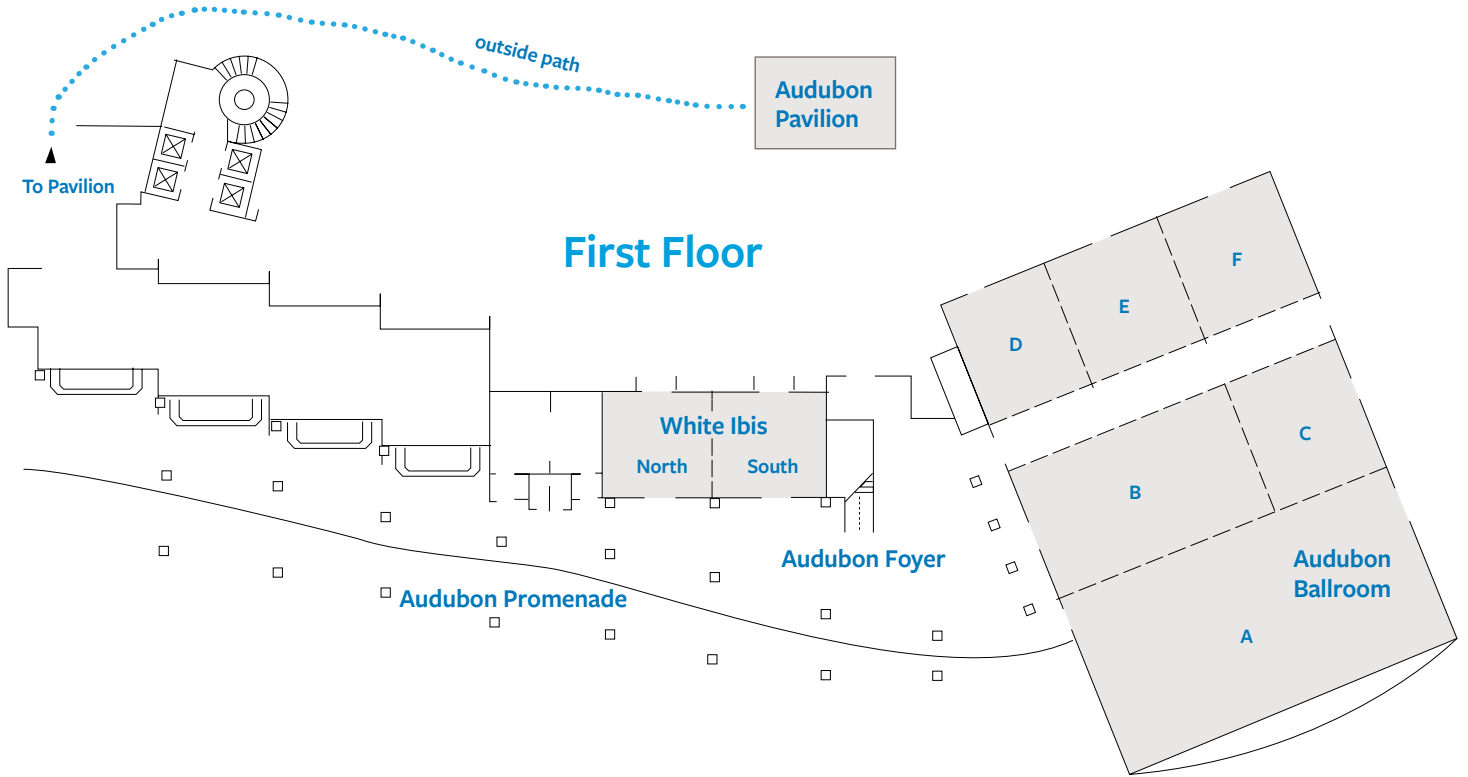 outside path
Audubon
Pavilion
To Pavilion
First Floor
F
E
D
White Ibis
North South
C
B
Audubon Foyer
Audubon
Ballroom
Audubon Promenade
A